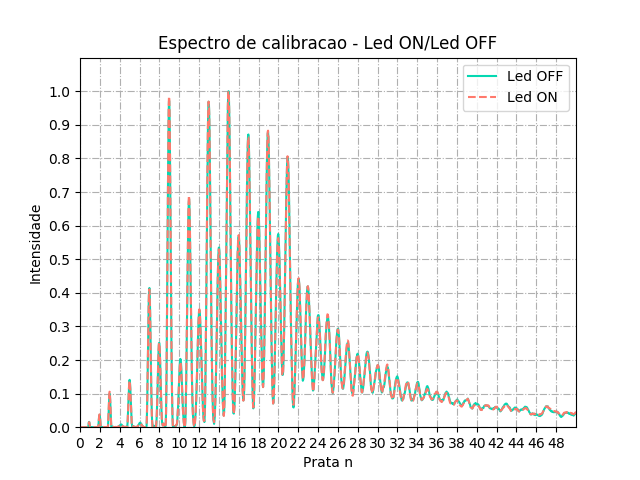 Espectro de calibracao - Led ON/Led OFF
Led OFF
Led ON
Intensidade
1.0
0.9
0.8
0.7
0.6
0.5
0.4
0.3
0.2
0.1
0.0
0 2 4 6 8 10 12 14 16 18 20 22 24 26 28 30 32 34 36 38 40 42 44 46 48
Prata n